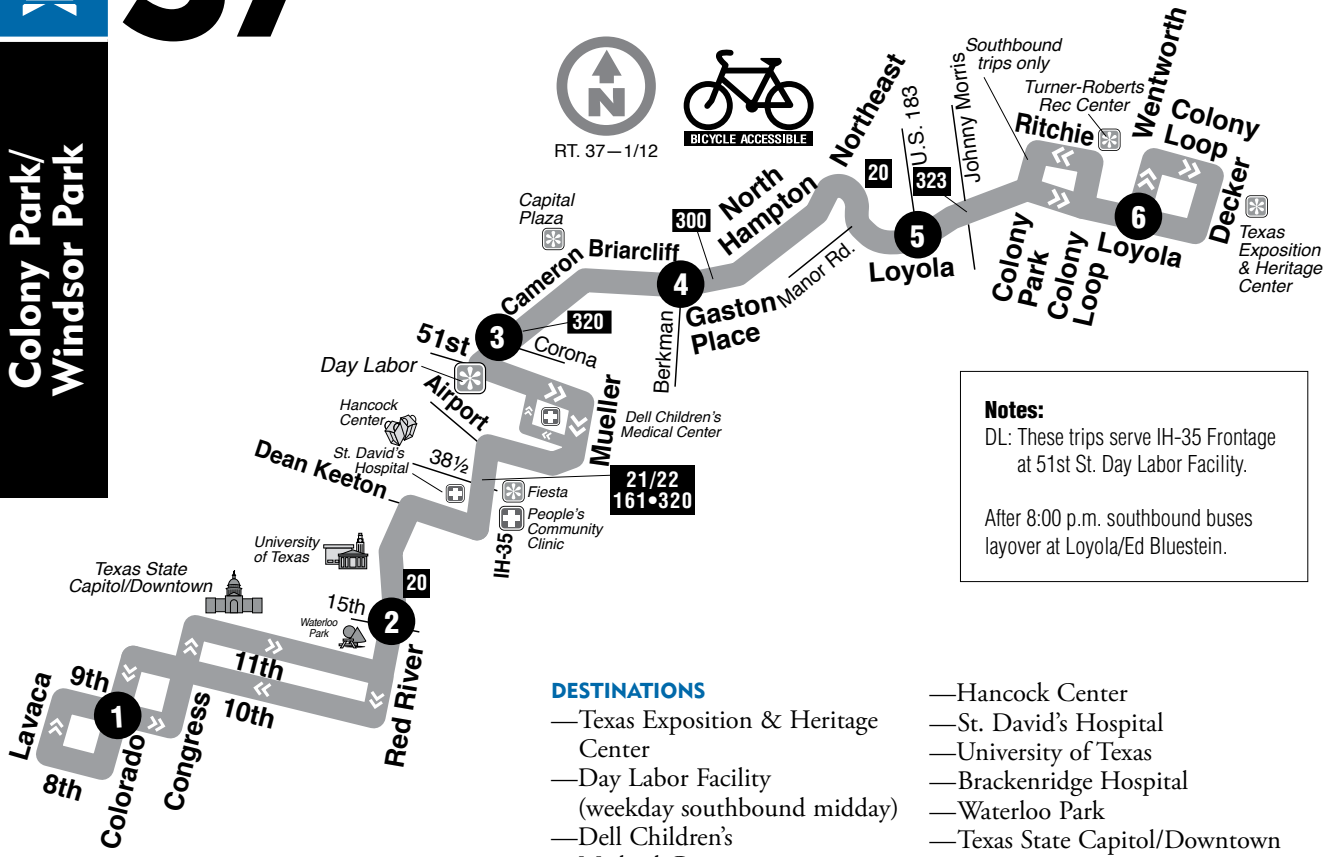 37
Colony Park/
Windsor Park
N
RT. 37—1/12
BICYCLE ACCESSIBLE
Southbound
trips only
Turner-Roberts
Rec Center
Ritchie
Wentworth
Colony
Loop
Decker
Texas
Exposition
& Heritage
Center
Northeast
20
U.S. 183
323
Johnny Morris
6
Loyola
Colony
Park
Colony
Loop
5
Loyola
Manor Rd.
North
Hampton
300
Capital
Plaza
Briarcliff
Cameron
4
Gaston
Place
Berkman
3
320
Corona
51st
Day Labor
Airport
Mueller
Dell Children's
Medical Center
Hancock
Center
St. David's
Hospital
38½
Dean Keeton
21/22
161•320
Fiesta
People's
Community
Clinic
IH-35
University
of Texas
Texas State
Capitol/Downtown
20
15th
2
Waterloo
Park
Red River
11th
10th
9th
1
Lavaca
8th
Colorado
Congress
Notes:
DL: These trips serve IH-35 Frontage
at 51st St. Day Labor Facility.
After 8:00 p.m. southbound buses
layover at Loyola/Ed Bluestein.
DESTINATIONS
—Texas Exposition & Heritage
Center
—Day Labor Facility
(weekday southbound midday)
—Dell Children's
—Hancock Center
—St. David's Hospital
—University of Texas
—Brackenridge Hospital
—Waterloo Park
—Texas State Capitol/Downtown